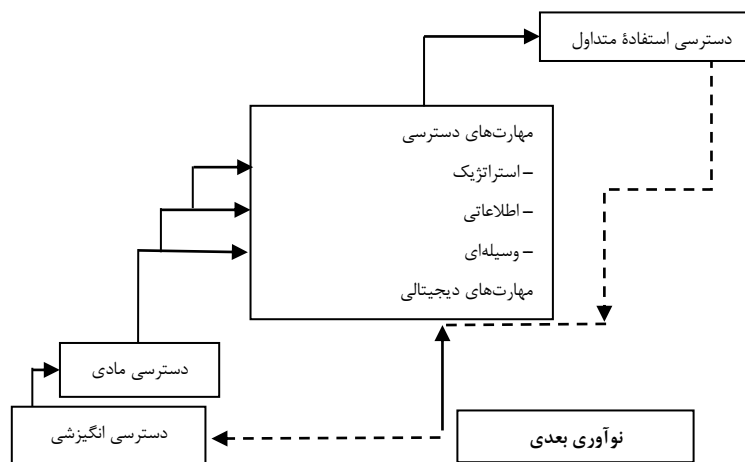 دسترسی استفادهٔ متداول
مهارت‌های دسترسی
– استراتژیک
– اطلاعاتی
– وسیله‌ای
مهارت‌های دیجیتالی
دسترسی مادی
دسترسی انگیزشی
نوآوری بعدی